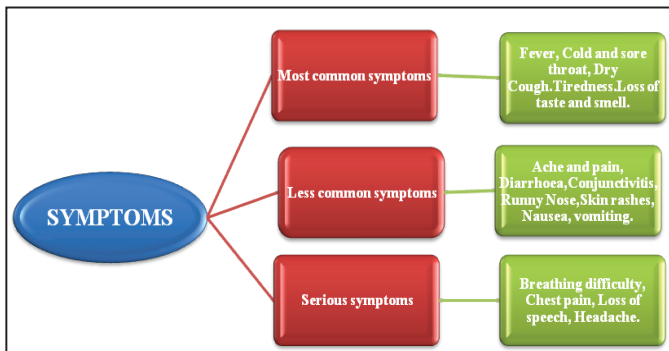 SYMPTOMS
Most common symptoms
Fever, Cold and sore
throat, Dry
Cough.Tiredness.Loss of
taste and smell.
Less common symptoms
Ache and pain,
Diarrhoea,Conjunctivitis,
Runny Nose,Skin rashes,
Nausea, vomiting.
Serious symptoms
Breathing difficulty,
Chest pain, Loss of
speech, Headache.